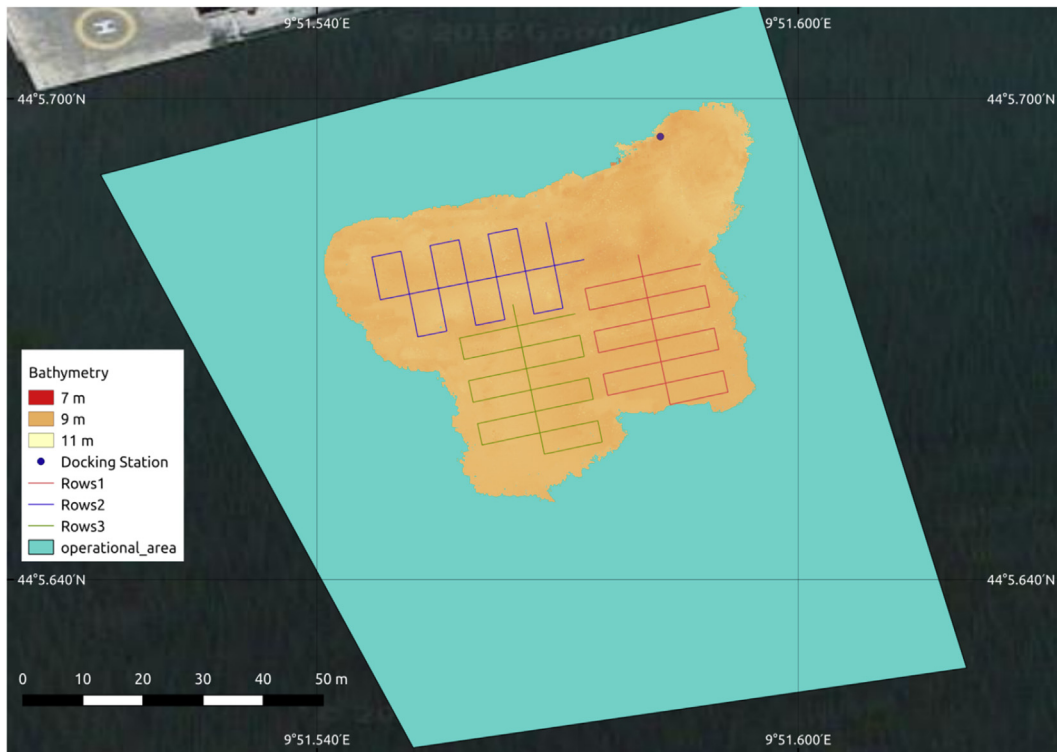 H
9°51.540′E
9°51.600′E
44°5.700′N
44°5.700′N
Bathymetry
7 m
9 m
11 m
Docking Station
Rows1
Rows2
Rows3
operational_area
44°5.640′N
44°5.640′N
0 10 20 30 40 50 m
9°51.540′E
9°51.600′E